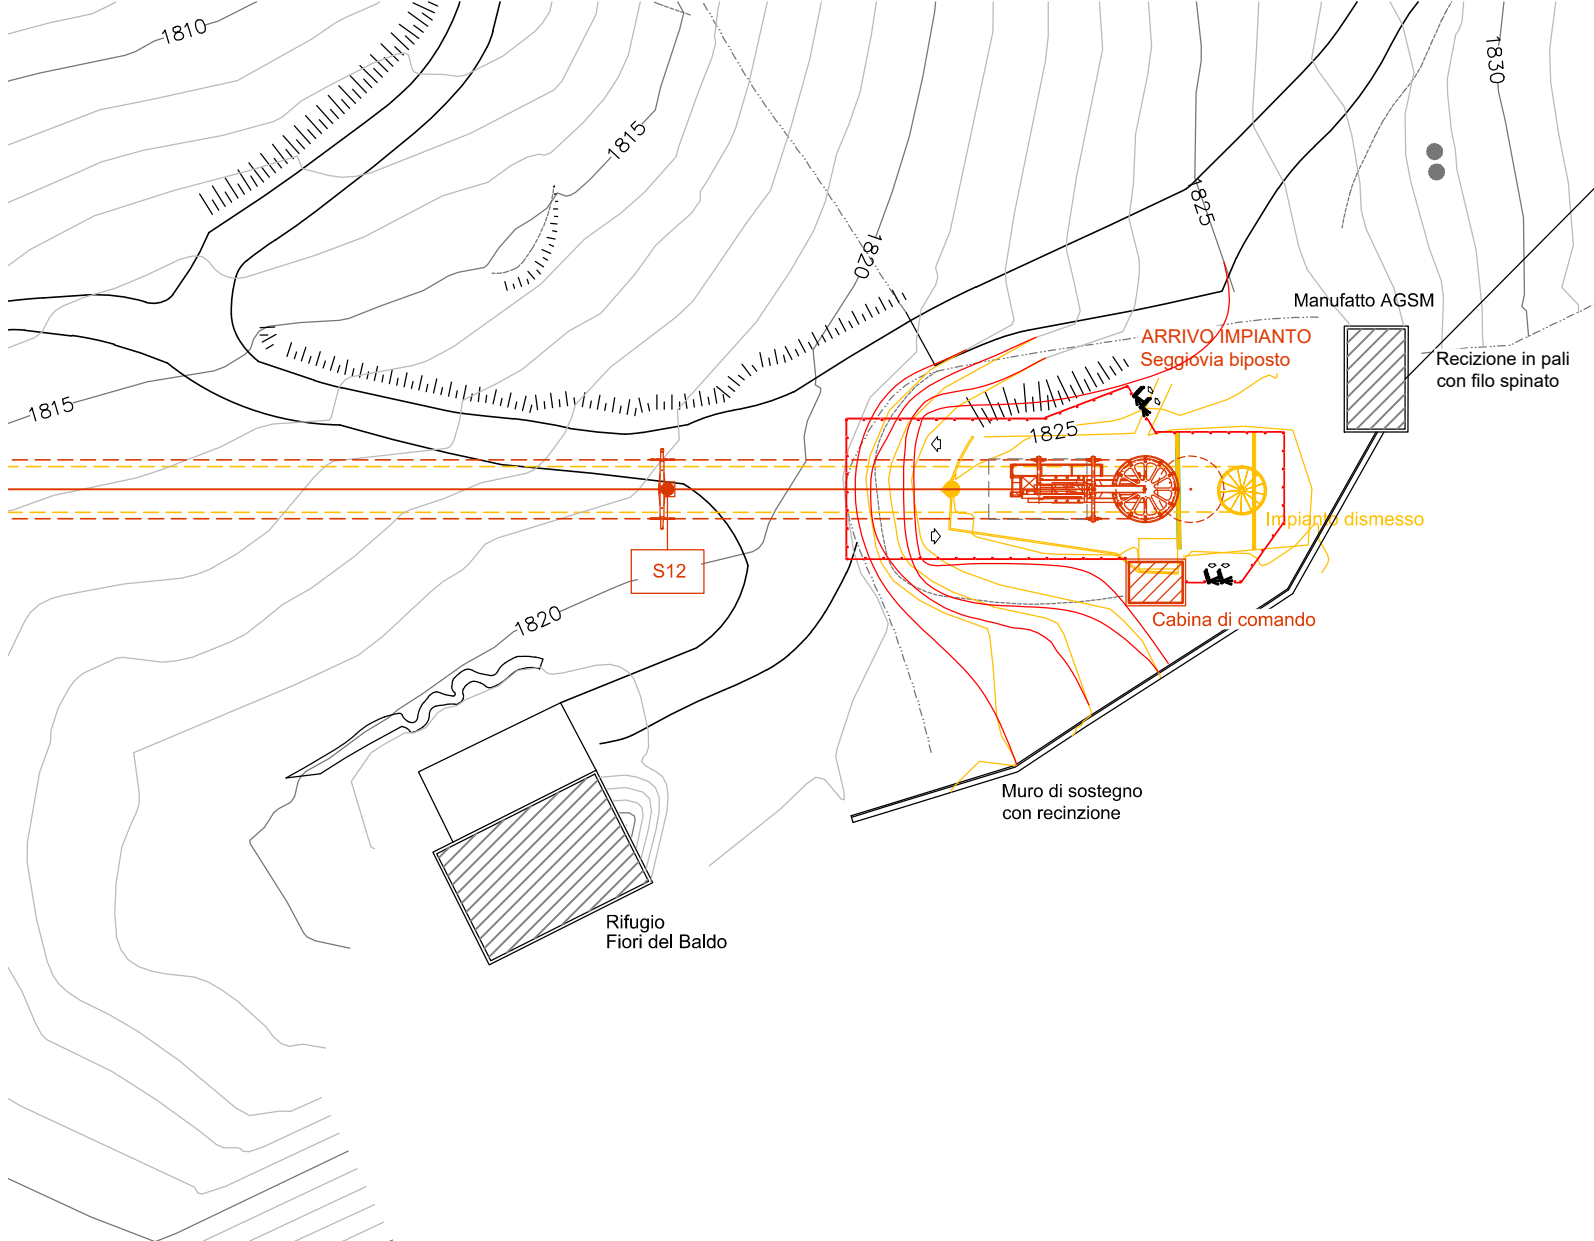 1810
1830
1815
1825
1820
Manufatto AGSM
ARRIVO IMPIANTO
Seggiovia biposto
Recizione in pali
con filo spinato
1815
1825
Impianto dismesso
S12
1820
Cabina di comando
Muro di sostegno
con recinzione
Rifugio
Fiori del Baldo